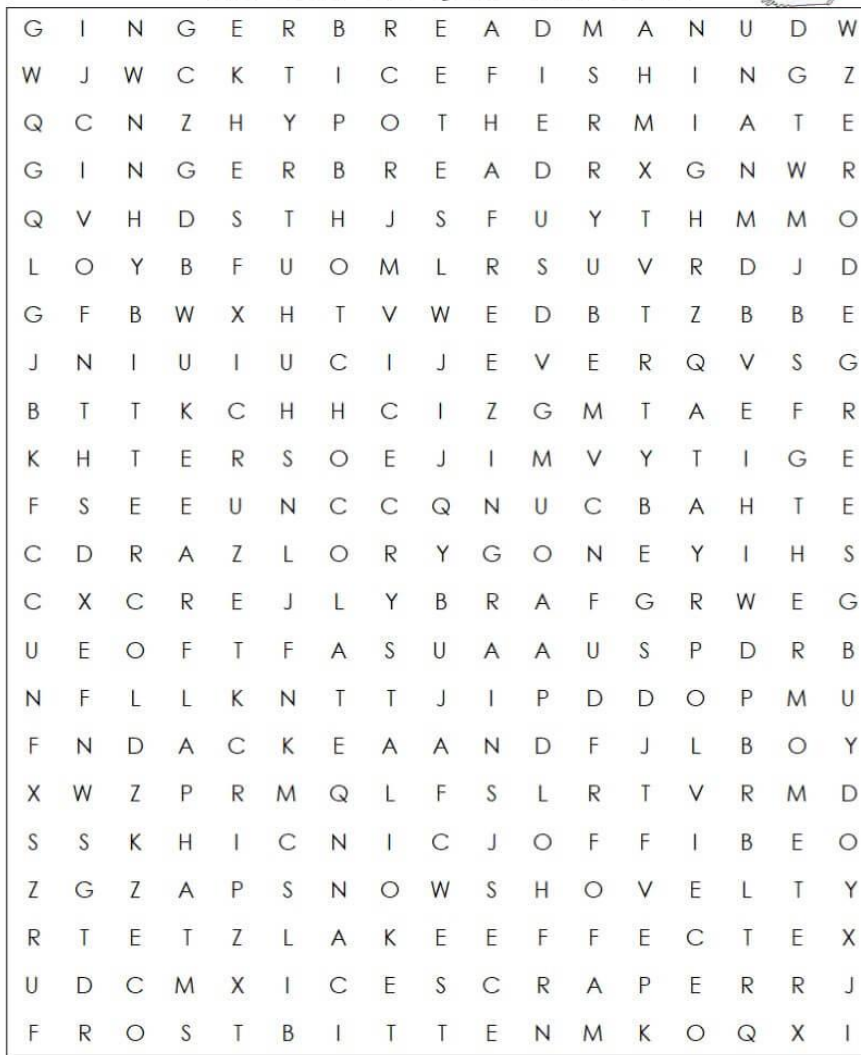 G I N G E R B R E A D M A N U D W
W J W C K T I C E F I S H I N G Z
Q C N Z H Y P O T H E R M I A T E
G I N G E R B R E A D R X G N W R
Q V H D S T H J S F U Y T H M M O
L O Y B F U O M L R S U V R D J D
G F B W X H T V W E D B T Z B B E
J N I U I U C I J E V E R Q V S G
B T T K C H H C I Z G M T A E F R
K H T E R S O E J I M V Y T I G E
F S E E U N C C Q N U C B A H T E
C D R A Z L O R Y G O N E Y I H S
C X C R E J L Y B R A F G R W E G
U E O F T F A S U A A U S P D R B
N F L L K N T T J I P D D O P M U
F N D A C K E A A N D F J L B O Y
X W Z P R M Q L F S L R T V R M D
S S K H I C N I C J O F F I B E O
Z G Z A P S N O W S H O V E L T Y
R T E T Z L A K E E F F E C T E X
U D C M X I C E S C R A P E R R J
F R O S T B I T T E N M K O Q X I